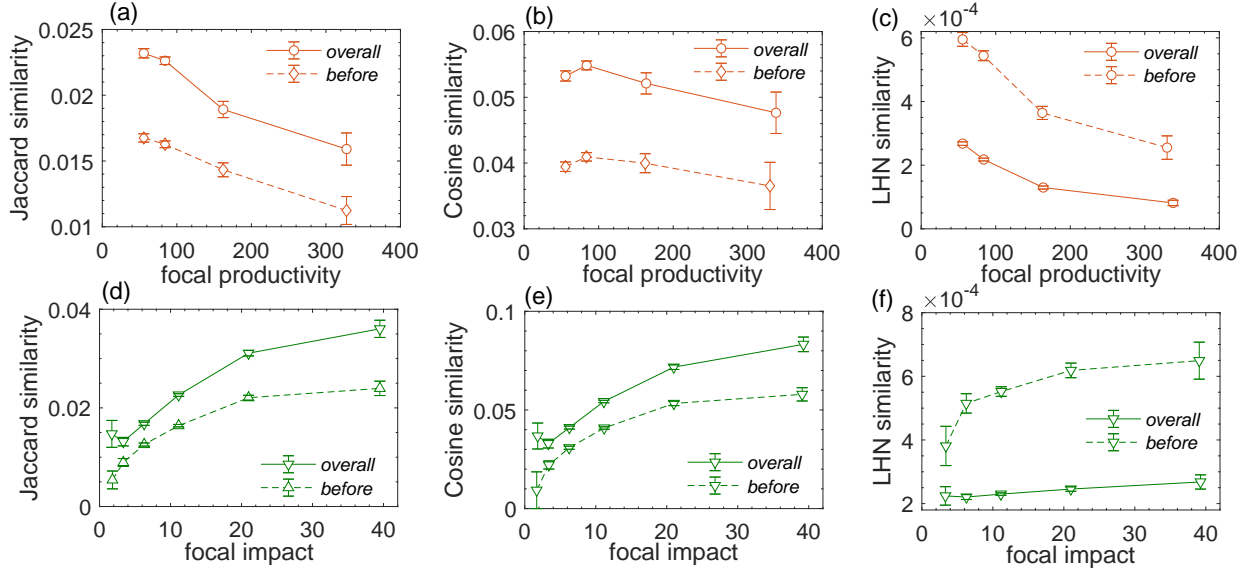 (a)
Jaccard similarity
0.025
0.02
0.015
0.01
0 100 200 300 400
focal productivity
overall
before
(b)
Cosine similarity
0.06
0.05
0.04
0.03
0 100 200 300 400
focal productivity
overall
before
(c)
×10-4
LHN similarity
6
4
2
0
0 100 200 300 400
focal productivity
overall
before
(d)
Jaccard similarity
0.04
0.02
0
0 10 20 30 40
focal impact
overall
before
(e)
Cosine similarity
0.1
0.05
0
0 10 20 30 40
focal impact
overall
before
(f)
×10-4
LHN similarity
8
6
4
2
0 10 20 30 40
focal impact
overall
before